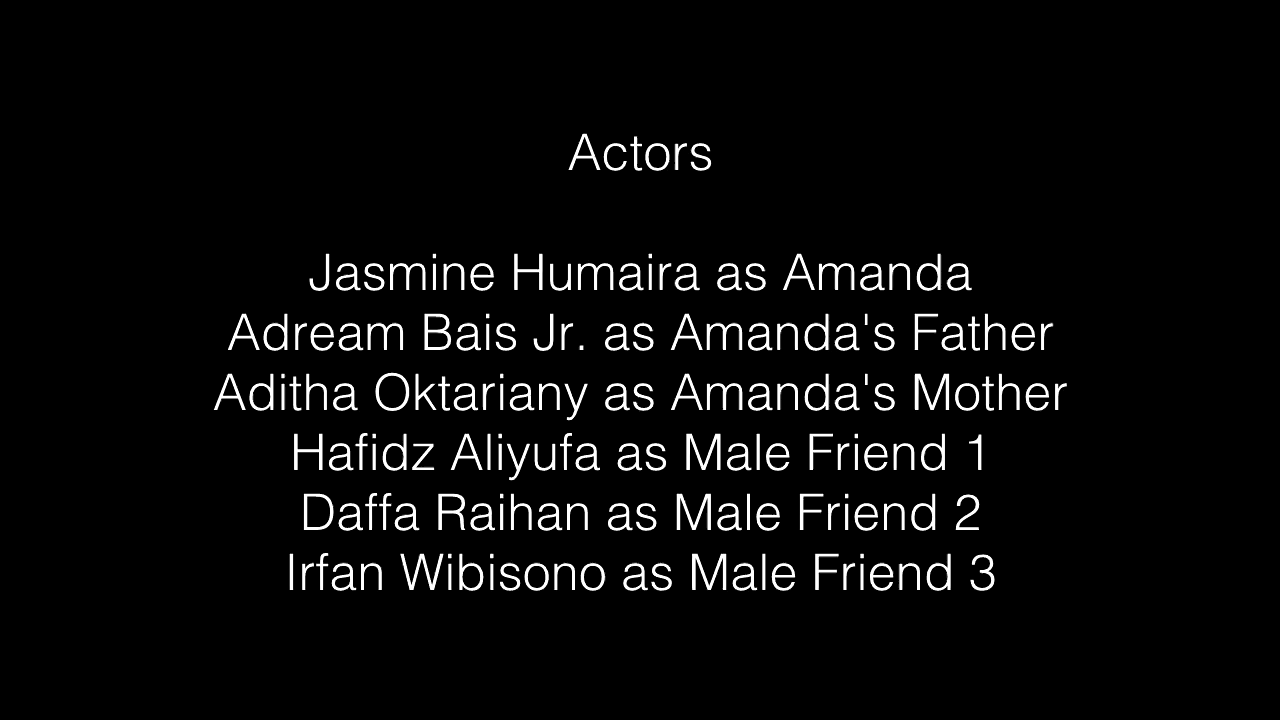 Actors
Jasmine Humaira as Amanda
Adream Bais Jr. as Amanda's Father
Aditha Oktariany as Amanda's Mother
Hafidz Aliyufa as Male Friend 1
Daffa Raihan as Male Friend 2
Irfan Wibisono as Male Friend 3